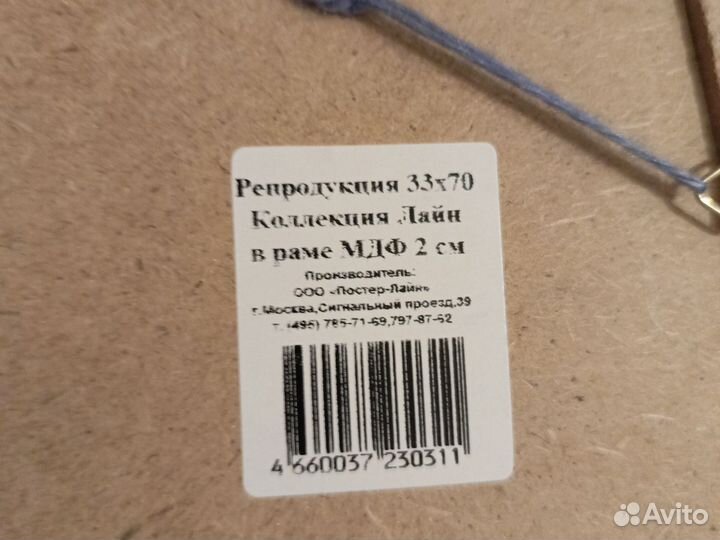 Репродукция 33x70
Коллекция Лайн
в раме МДФ 2 см
Производитель:
ООО «Постер-Лайн»
г.Москва,Сигнальный проезд,39
т. (495) 785-71-69,797-87-62
4 660037 230311
Avito